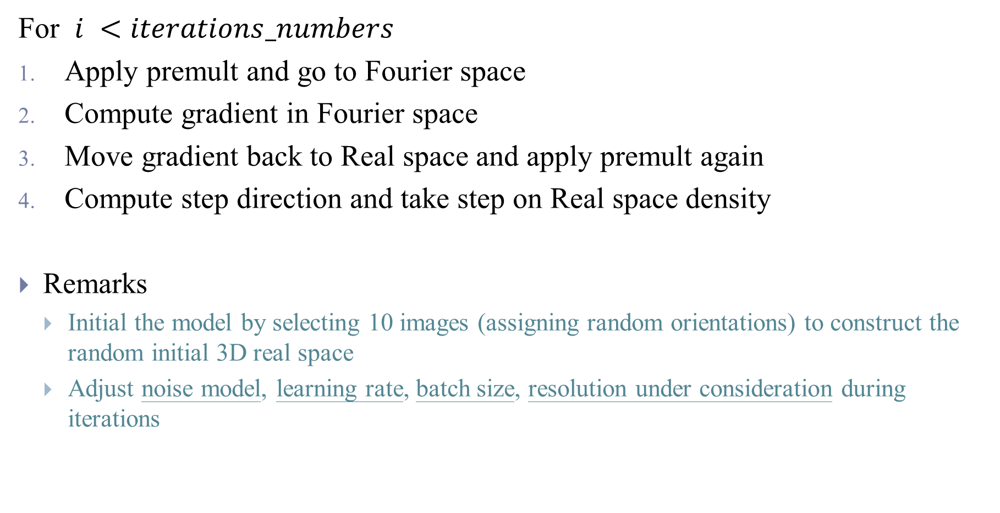 For i < iterations_numbers
1. Apply premult and go to Fourier space
2. Compute gradient in Fourier space
3. Move gradient back to Real space and apply premult again
4. Compute step direction and take step on Real space density
Remarks
Initial the model by selecting 10 images (assigning random orientations) to construct the
random initial 3D real space
Adjust noise model, learning rate, batch size, resolution under consideration during
iterations